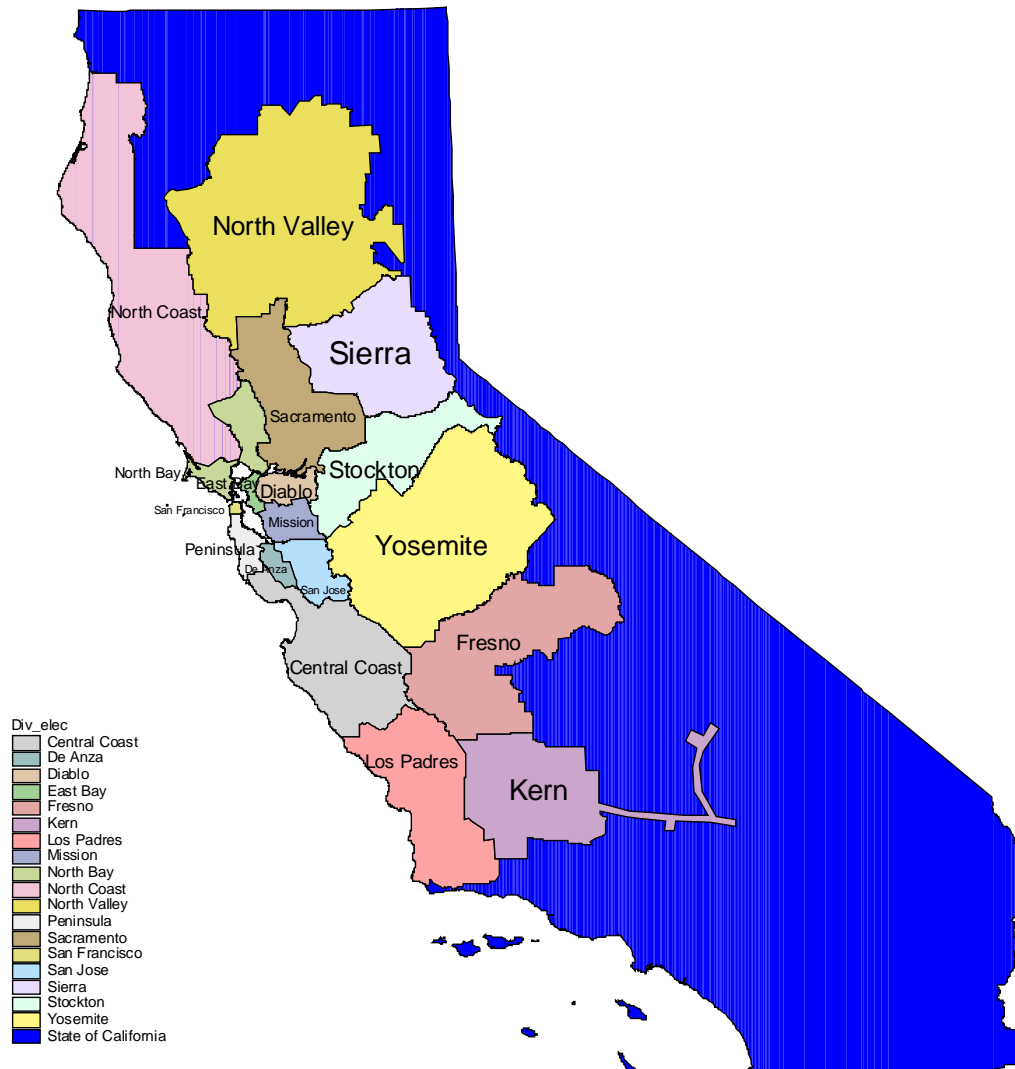 North Valley
North Coast
Sierra
Sacramento
North Bay
East Bay
Diablo
Stockton
San Francisco
Mission
Peninsula
Yosemite
De Anza
San Jose
Fresno
Central Coast
Los Padres
Kern
Div_elec
Central Coast
De Anza
Diablo
East Bay
Fresno
Kern
Los Padres
Mission
North Bay
North Coast
North Valley
Peninsula
Sacramento
San Francisco
San Jose
Sierra
Stockton
Yosemite
State of California